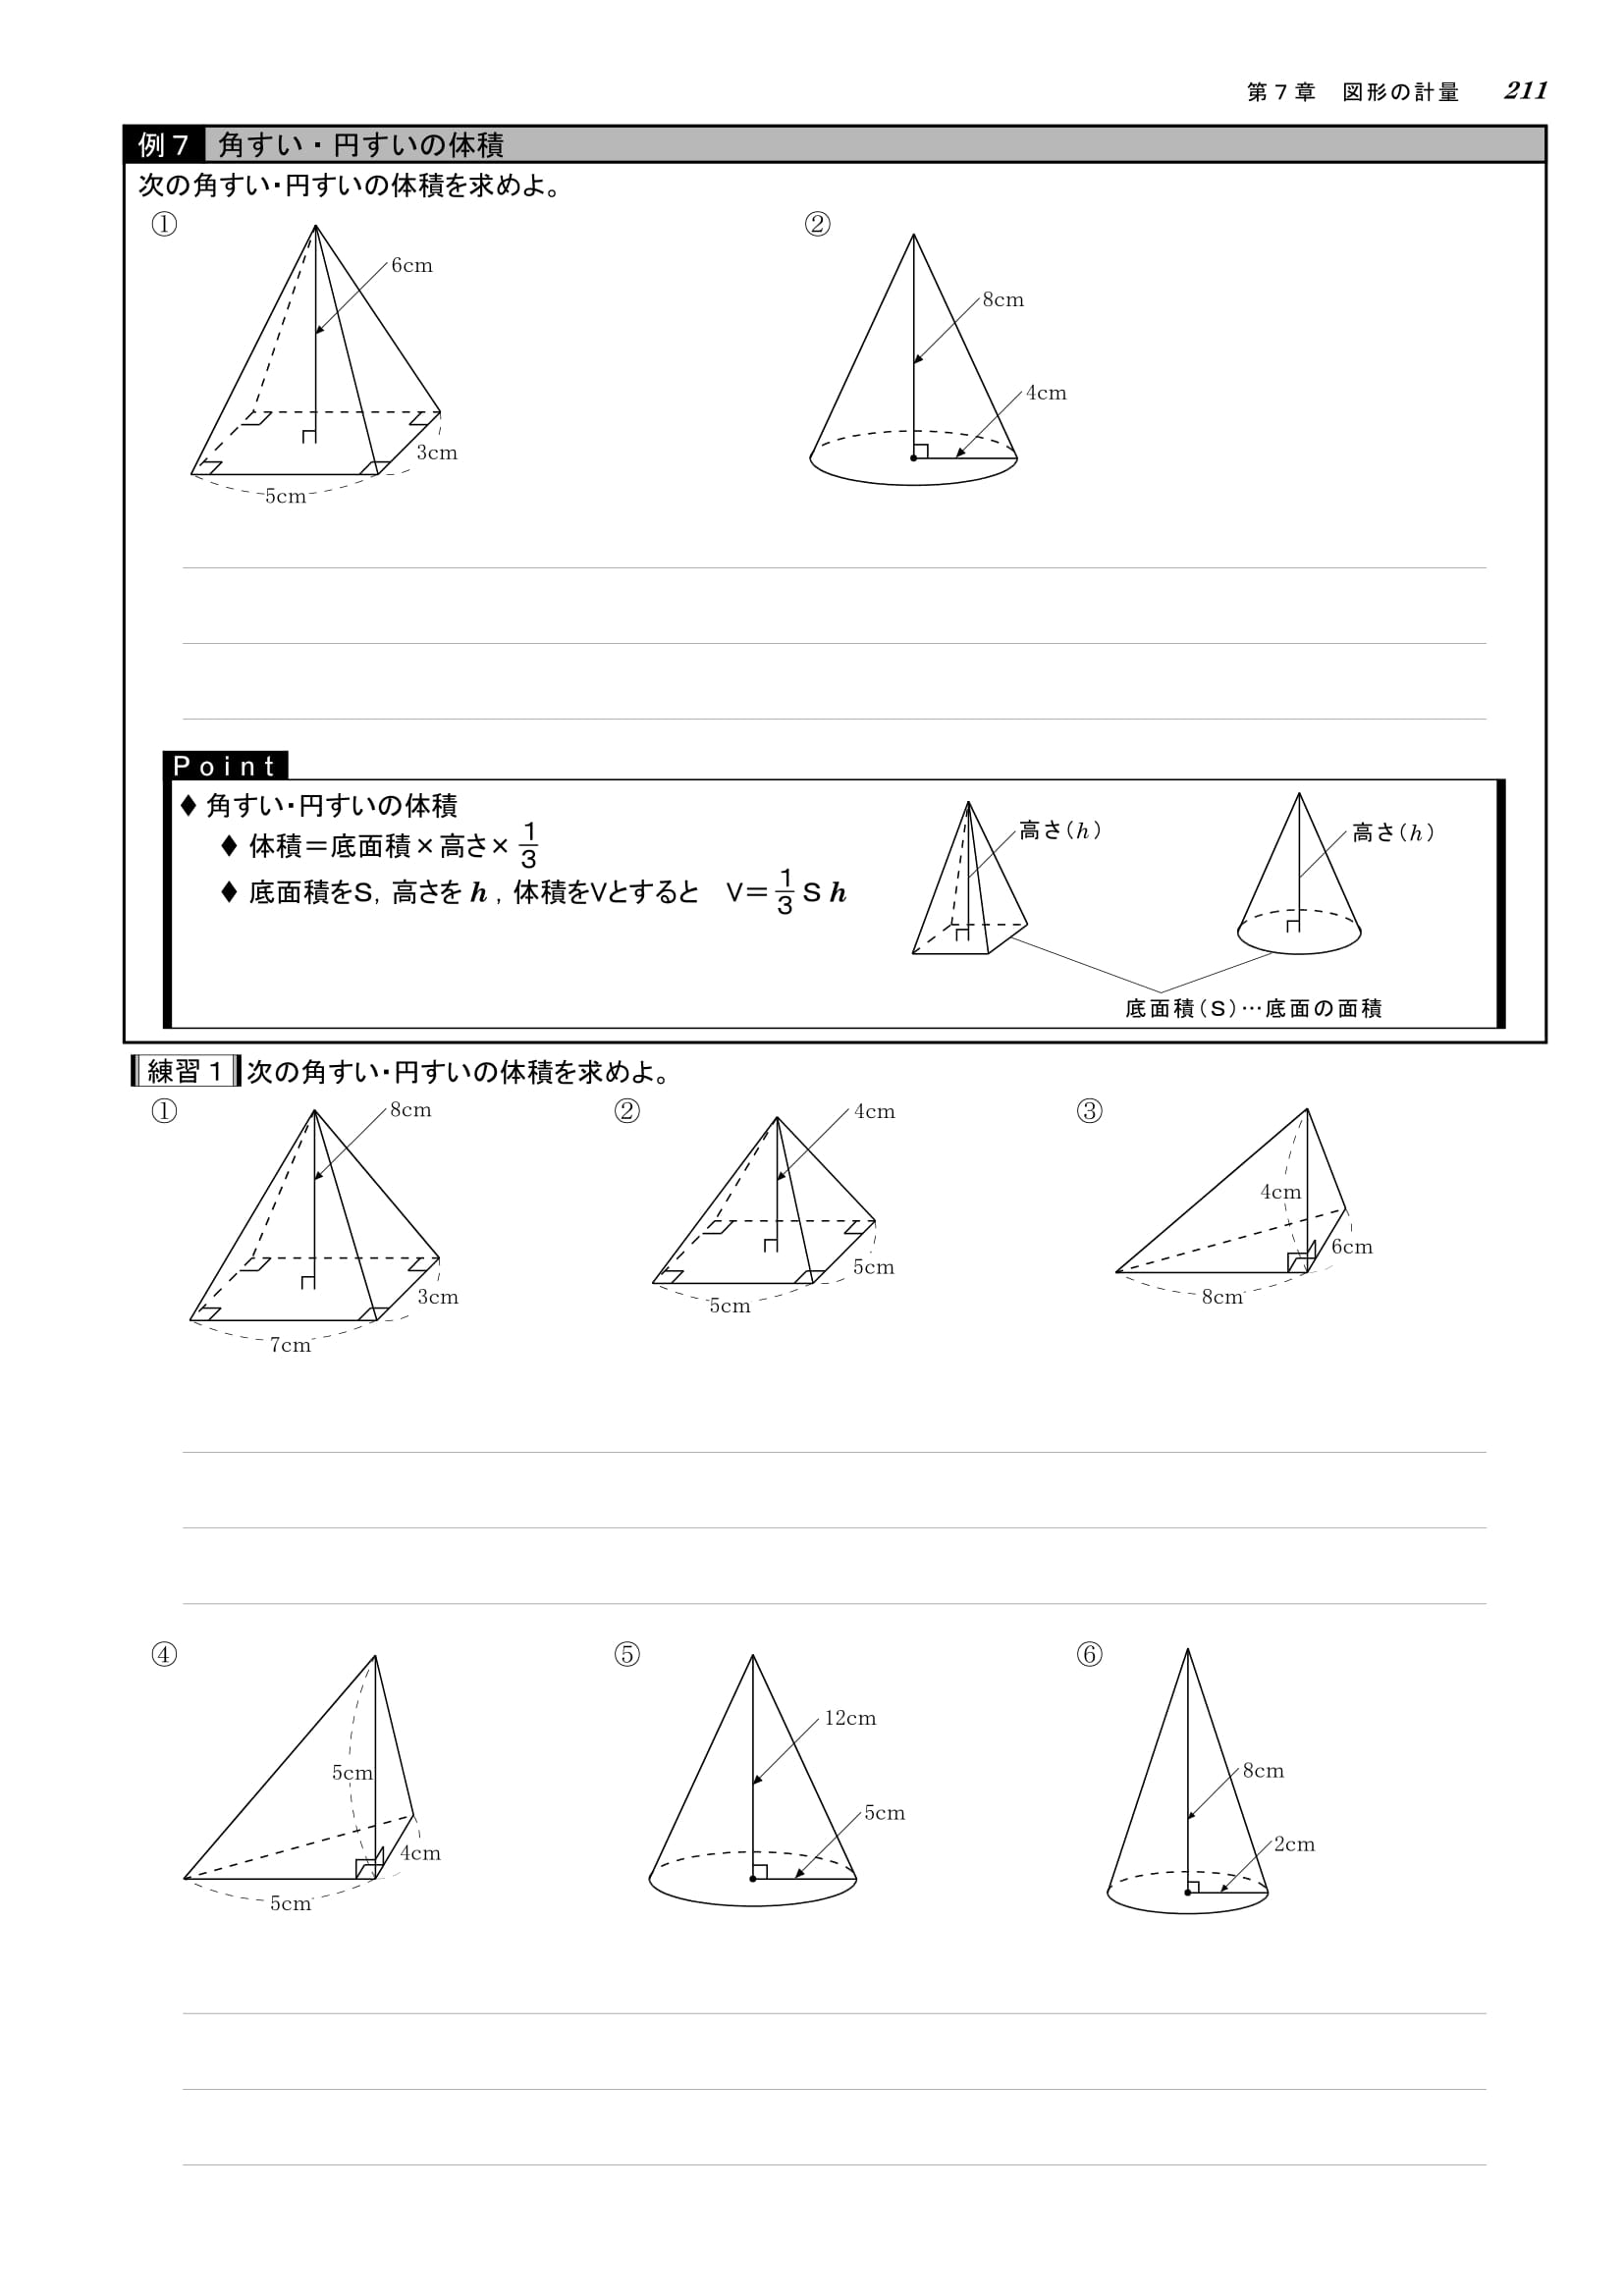 第7章　図形の計量　211
例7　角すい・円すいの体積
次の角すい・円すいの体積を求めよ。
①
6cm
3cm
5cm
②
8cm
4cm
Point
♦ 角すい・円すいの体積
♦ 体積＝底面積×高さ×1/3
♦ 底面積をS, 高さを h , 体積をVとすると　V＝1/3 S h
高さ(h)
高さ(h)
底面積(S)…底面の面積
練習1　次の角すい・円すいの体積を求めよ。
①
8cm
3cm
7cm
②
4cm
5cm
5cm
③
4cm
6cm
8cm
④
5cm
4cm
5cm
⑤
12cm
5cm
⑥
8cm
2cm